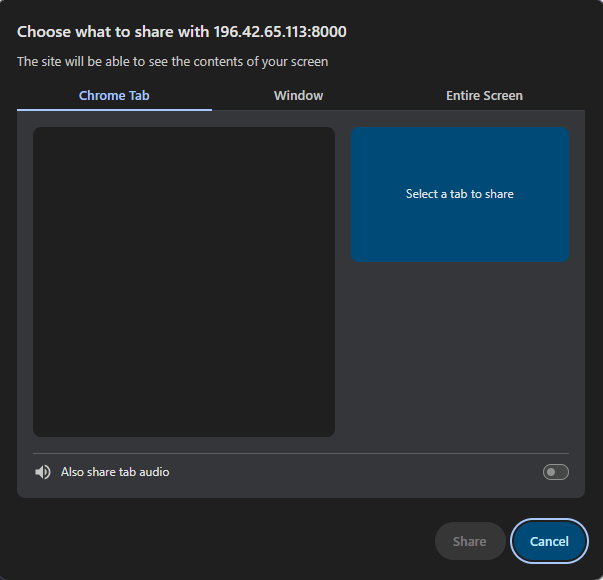 Choose what to share with 196.42.65.113:8000
The site will be able to see the contents of your screen
Chrome Tab
Window
Entire Screen
Select a tab to share
Also share tab audio
Share
Cancel